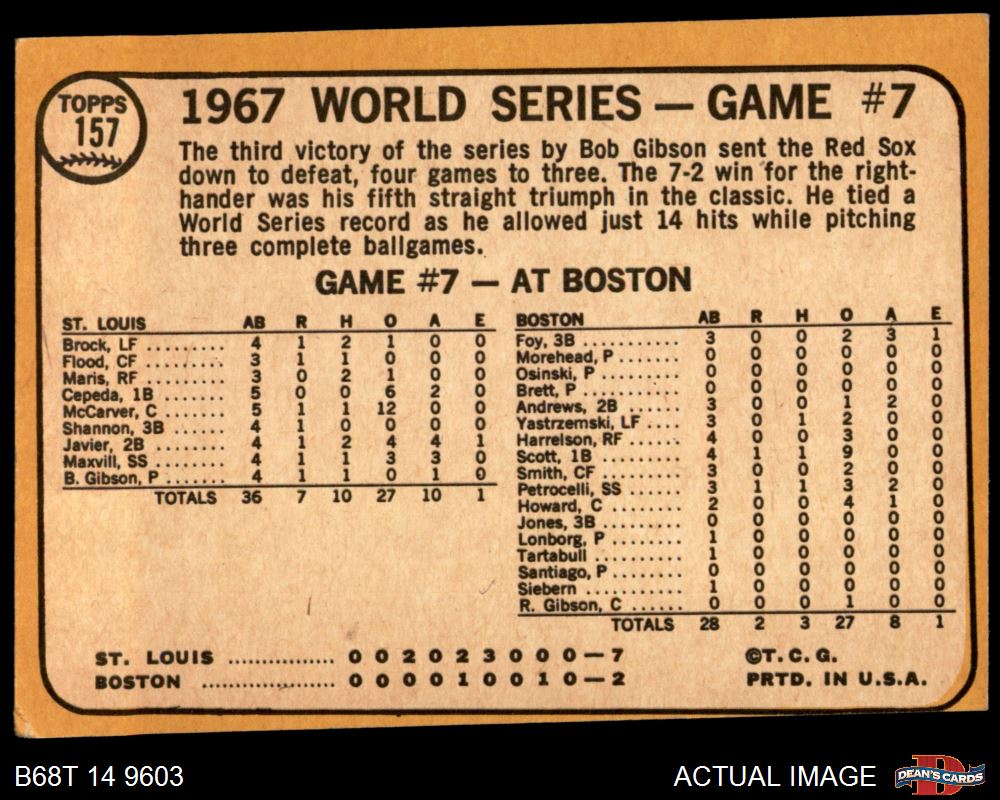 TOPPS
157
1967 WORLD SERIES — GAME #7
The third victory of the series by Bob Gibson sent the Red Sox
down to defeat, four games to three. The 7-2 win for the right-
hander was his fifth straight triumph in the classic. He tied a
World Series record as he allowed just 14 hits while pitching
three complete ballgames.
GAME #7 — AT BOSTON
ST. LOUIS AB R H O A E
Brock, LF ......... 4 1 2 1 0 0
Flood, CF ......... 3 1 1 0 0 0
Maris, RF ......... 3 0 2 1 0 0
Cepeda, 1B ........ 5 0 0 6 2 0
McCarver, C ....... 5 1 1 12 0 0
Shannon, 3B ...... 4 1 0 0 0 0
Javier, 2B ........ 4 1 2 4 4 1
Maxvill, SS ....... 4 1 1 3 3 0
B. Gibson, P ...... 4 1 1 0 1 0
TOTALS 36 7 10 27 10 1
BOSTON AB R H O A E
Foy, 3B ........... 3 0 0 2 3 1
Morehead, P ....... 0 0 0 0 0 0
Osinski, P ........ 0 0 0 0 0 0
Brett, P .......... 0 0 0 0 0 0
Andrews, 2B ...... 3 0 0 1 2 0
Yastrzemski, LF .... 3 0 1 2 0 0
Harrelson, RF ..... 4 0 0 3 0 0
Scott, 1B ......... 4 1 1 9 0 0
Smith, CF ......... 3 0 0 2 0 0
Petrocelli, SS ...... 3 1 1 3 2 0
Howard, C ........ 2 0 0 4 1 0
Jones, 3B ......... 0 0 0 0 0 0
Lonborg, P ........ 1 0 0 0 0 0
Tartabull ......... 1 0 0 0 0 0
Santiago, P ........ 0 0 0 0 0 0
Siebern ........... 1 0 0 0 0 0
R. Gibson, C ...... 0 0 0 1 0 0
TOTALS 28 2 3 27 8 1
ST. LOUIS ................ 0 0 2 0 2 3 0 0 0 — 7
BOSTON ................ 0 0 0 0 1 0 0 1 0 — 2
©T. C. G.
PRTD. IN U.S.A.
B68T 14 9603
ACTUAL IMAGE
D
DEAN'S CARDS